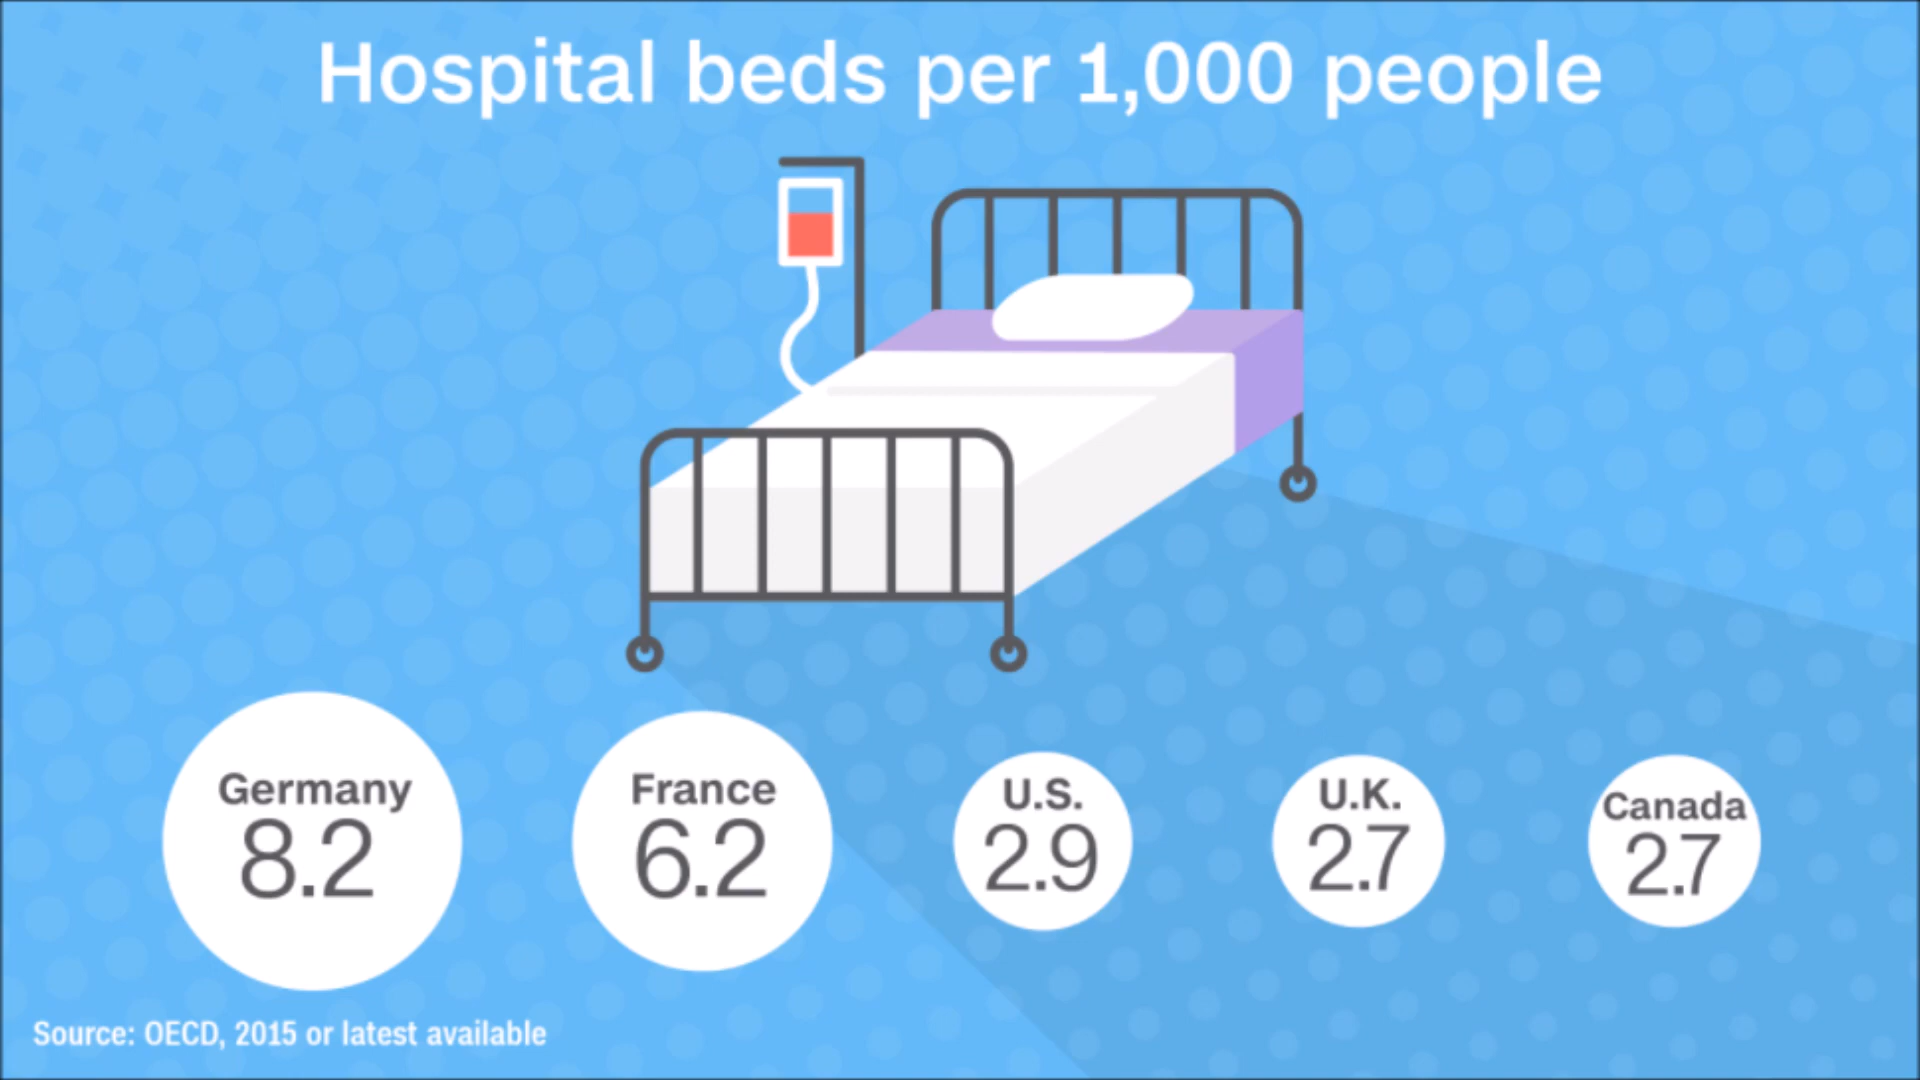 Hospital beds per 1,000 people
Germany
8.2
France
6.2
U.S.
2.9
U.K.
2.7
Canada
2.7
Source: OECD, 2015 or latest available